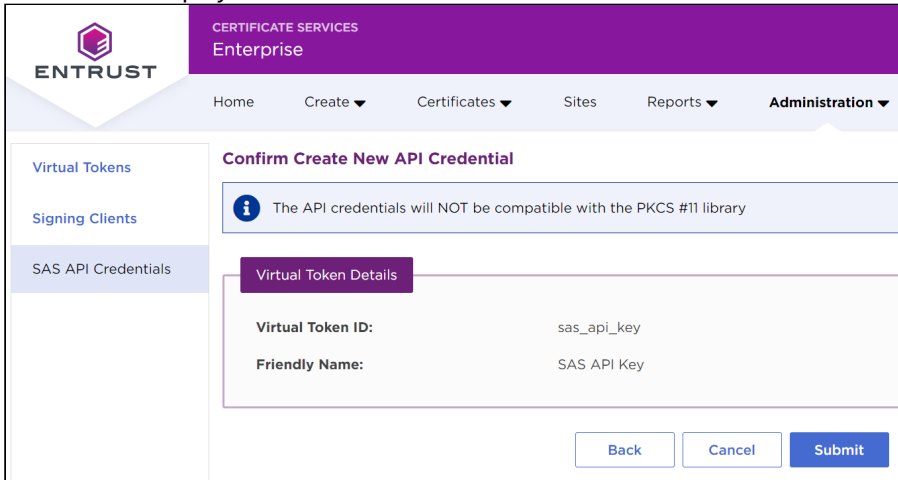 ENTRUST
CERTIFICATE SERVICES
Enterprise
Home Create Certificates Sites Reports Administration
Virtual Tokens
Signing Clients
SAS API Credentials
Confirm Create New API Credential
The API credentials will NOT be compatible with the PKCS #11 library
Virtual Token Details
Virtual Token ID: sas_api_key
Friendly Name: SAS API Key
Back Cancel Submit